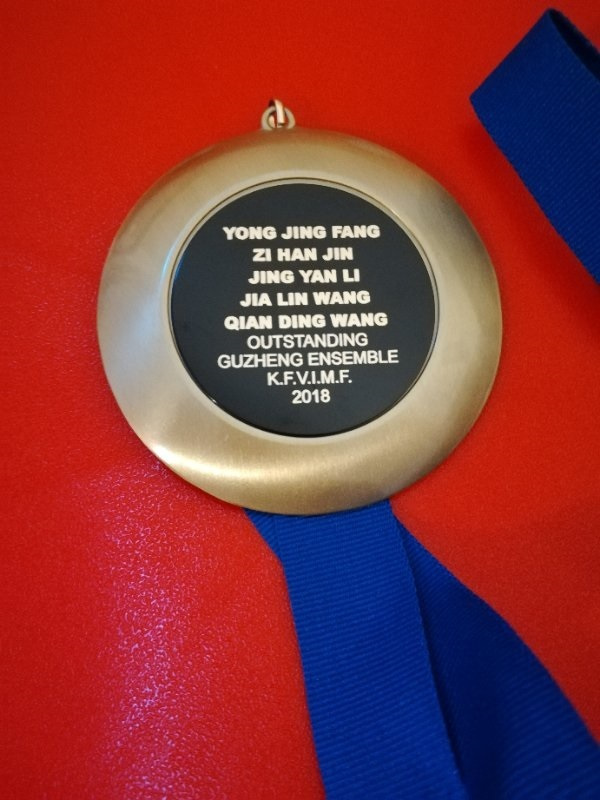 YONG JING FANG
ZI HAN JIN
JING YAN LI
JIA LIN WANG
QIAN DING WANG
OUTSTANDING
GUZHENG ENSEMBLE
K.F.V.I.M.F.
2018